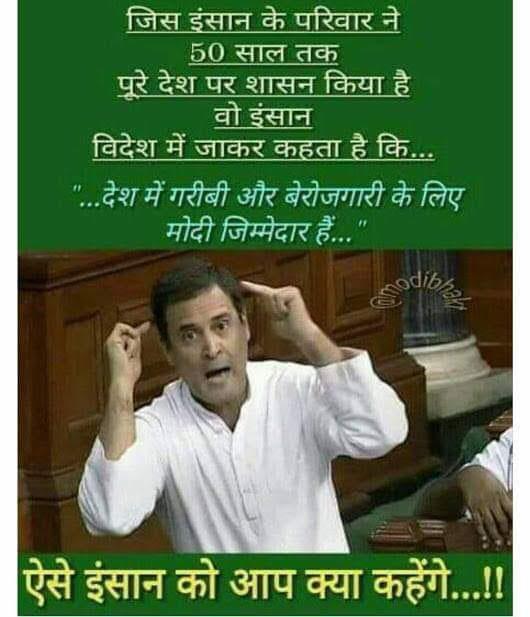 जिस इंसान के परिवार ने
50 साल तक
पूरे देश पर शासन किया है
वो इंसान
विदेश में जाकर कहता है कि...
"...देश में गरीबी और बेरोजगारी के लिए
मोदी जिम्मेदार हैं..."
@modibhakt
ऐसे इंसान को आप क्या कहेंगे...!!